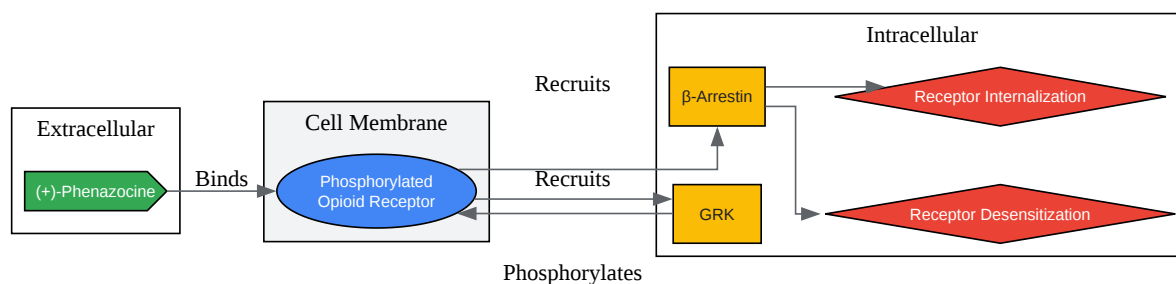 Extracellular
(+)-Phenazocine
Binds
Cell Membrane
Phosphorylated
Opioid Receptor
Recruits
Recruits
Phosphorylates
Intracellular
β-Arrestin
GRK
Receptor Internalization
Receptor Desensitization